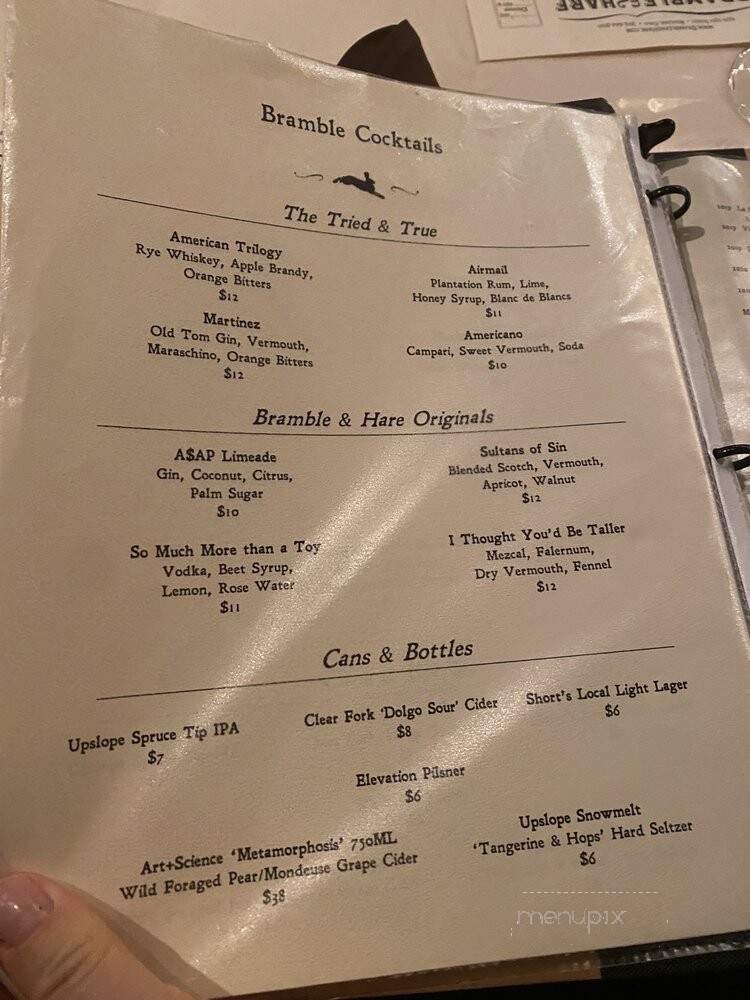 Bramble Cocktails
The Tried & True
American Trilogy
Rye Whiskey, Apple Brandy,
Orange Bitters
$12
Airmail
Plantation Rum, Lime,
Honey Syrup, Blanc de Blancs
$11
Martinez
Old Tom Gin, Vermouth,
Maraschino, Orange Bitters
$12
Americano
Campari, Sweet Vermouth, Soda
$10
Bramble & Hare Originals
A$AP Limeade
Gin, Coconut, Citrus,
Palm Sugar
$10
Sultans of Sin
Blended Scotch, Vermouth,
Apricot, Walnut
$12
So Much More than a Toy
Vodka, Beet Syrup,
Lemon, Rose Water
$11
I Thought You'd Be Taller
Mezcal, Falernum,
Dry Vermouth, Fennel
$12
Cans & Bottles
Upslope Spruce Tip IPA
$7
Clear Fork 'Dolgo Sour' Cider
$8
Short's Local Light Lager
$6
Elevation Pilsner
$6
Art+Science 'Metamorphosis' 750ML
Wild Foraged Pear/Mondeuse Grape Cider
$38
Upslope Snowmelt
'Tangerine & Hops' Hard Seltzer
$6
menupix